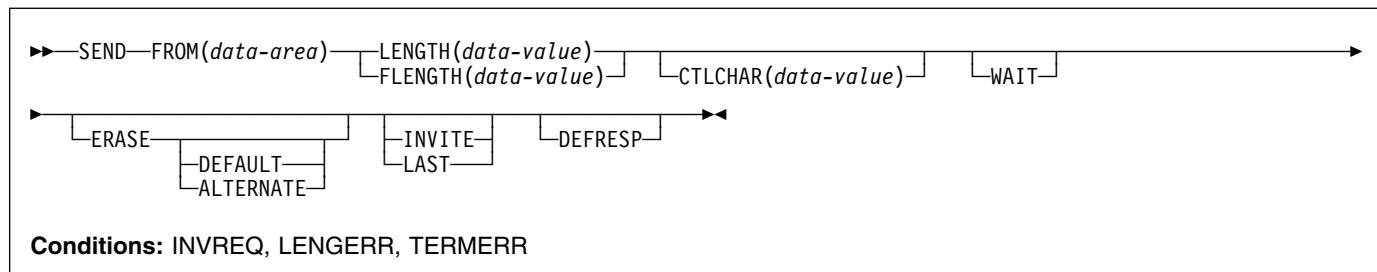 SEND FROM(data-area) LENGTH(data-value) CTLCHAR(data-value) WAIT
FLENGTH(data-value)
ERASE DEFAULT INVITE DEFRESP
ALTERNATE LAST
Conditions: INVREQ, LENGERR, TERMERR